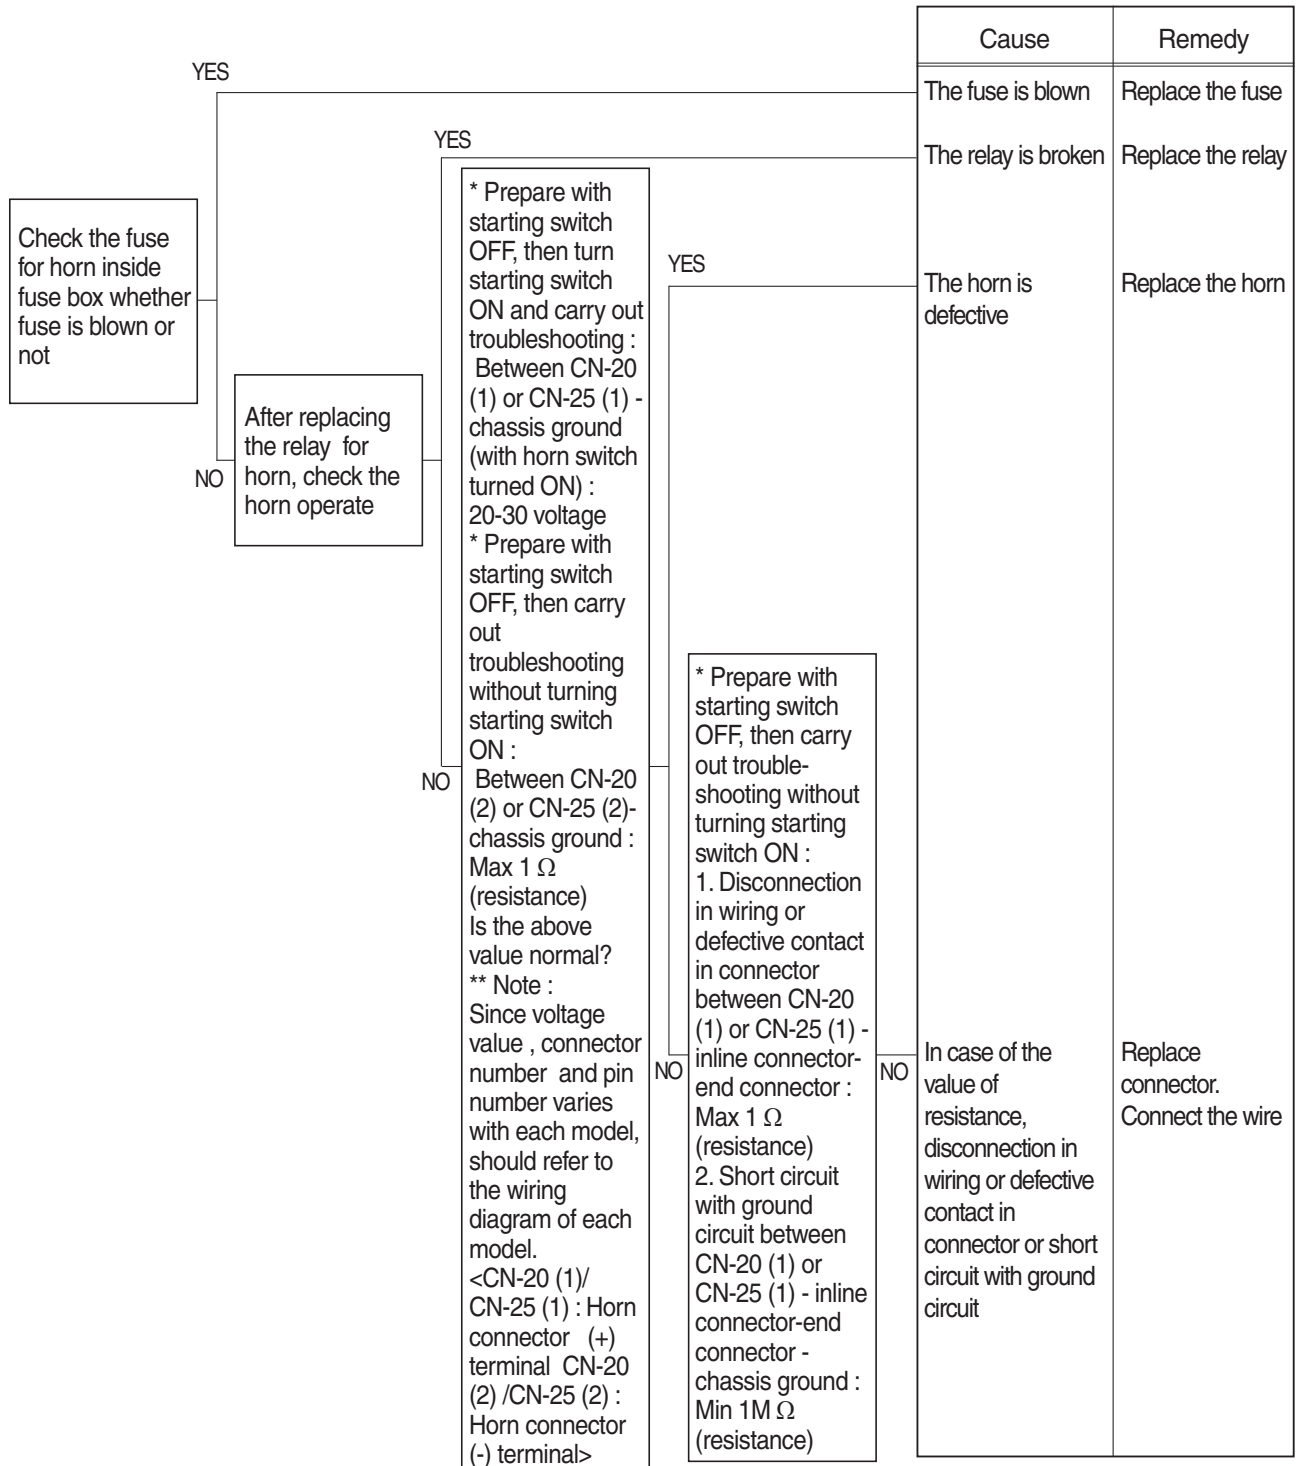 Cause
Remedy
YES
The fuse is blown
Replace the fuse
YES
The relay is broken
Replace the relay
Check the fuse
for horn inside
fuse box whether
fuse is blown or
not
NO
After replacing
the relay for
horn, check the
horn operate
* Prepare with
starting switch
OFF, then turn
starting switch
ON and carry out
troubleshooting :
Between CN-20
(1) or CN-25 (1) -
chassis ground
(with horn switch
turned ON) :
20-30 voltage
* Prepare with
starting switch
OFF, then carry
out
troubleshooting
without turning
starting switch
ON :
Between CN-20
(2) or CN-25 (2)-
chassis ground :
Max 1 Ω
(resistance)
Is the above
value normal?
** Note :
Since voltage
value , connector
number and pin
number varies
with each model,
should refer to
the wiring
diagram of each
model.
<CN-20 (1)/
CN-25 (1) : Horn
connector (+)
terminal CN-20
(2) /CN-25 (2) :
Horn connector
(-) terminal>
NO
YES
The horn is
defective
Replace the horn
* Prepare with
starting switch
OFF, then carry
out trouble-
shooting without
turning starting
switch ON :
1. Disconnection
in wiring or
defective contact
in connector
between CN-20
(1) or CN-25 (1) -
inline connector-
end connector :
Max 1 Ω
(resistance)
2. Short circuit
with ground
circuit between
CN-20 (1) or
CN-25 (1) - inline
connector-end
connector -
chassis ground :
Min 1M Ω
(resistance)
NO
NO
In case of the
value of
resistance,
disconnection in
wiring or defective
contact in
connector or short
circuit with ground
circuit
Replace
connector.
Connect the wire